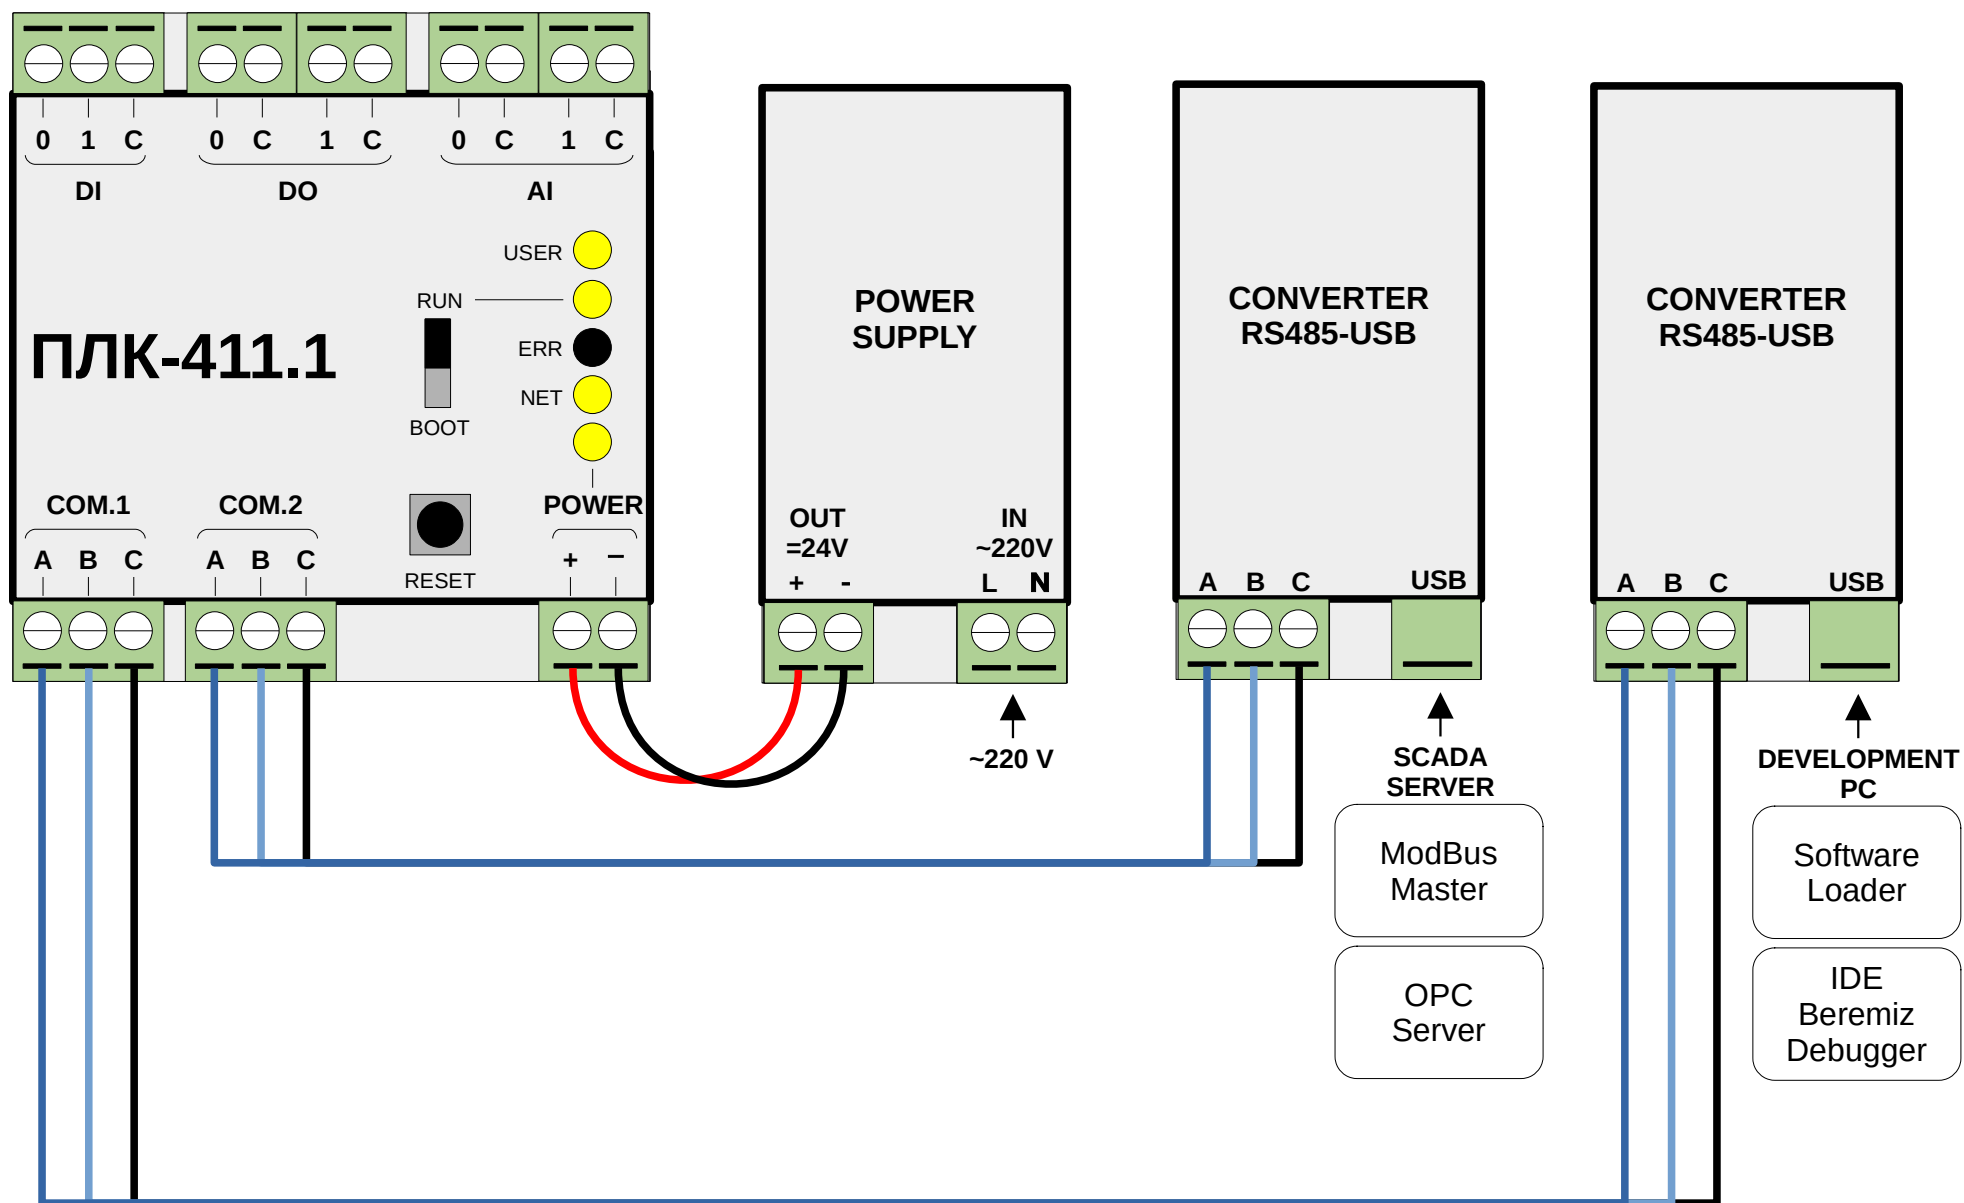 0 1 C 0 C 1 C 0 C 1 C
DI DO AI
USER
RUN
ПЛК-411.1
ERR
NET
BOOT
COM.1 COM.2 POWER
A B C A B C + –
RESET
POWER
SUPPLY
OUT IN
=24V ~220V
+ - L N
~220 V
CONVERTER
RS485-USB
A B C USB
SCADA
SERVER
ModBus
Master
OPC
Server
CONVERTER
RS485-USB
A B C USB
DEVELOPMENT
PC
Software
Loader
IDE
Beremiz
Debugger